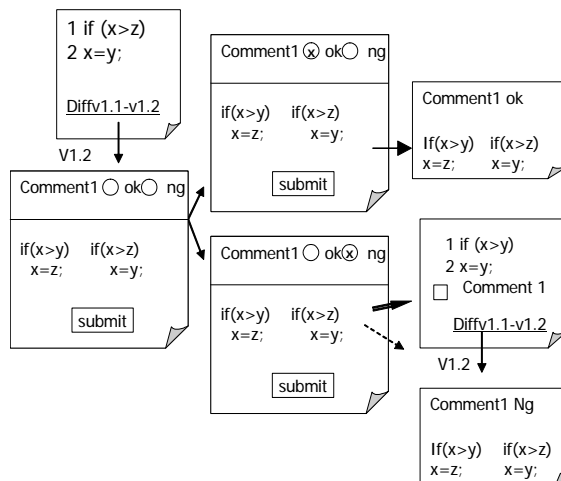 1 if (x>z)
2 x=y;
Diffv1.1-v1.2
V1.2
Comment1 ok ng
if(x>y) if(x>z)
x=z; x=y;
submit
Comment1 x ok ng
if(x>y) if(x>z)
x=z; x=y;
submit
Comment1 ok
If(x>y) if(x>z)
x=z; x=y;
Comment1 ok x ng
if(x>y) if(x>z)
x=z; x=y;
submit
1 if (x>y)
2 x=y;
Comment 1
Diffv1.1-v1.2
V1.2
Comment1 Ng
If(x>y) if(x>z)
x=z; x=y;